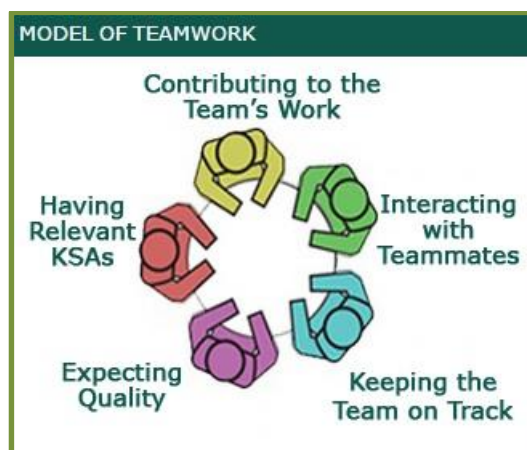 MODEL OF TEAMWORK
Contributing to the
Team's Work
Interacting
with
Teammates
Keeping the
Team on Track
Expecting
Quality
Having
Relevant
KSAs